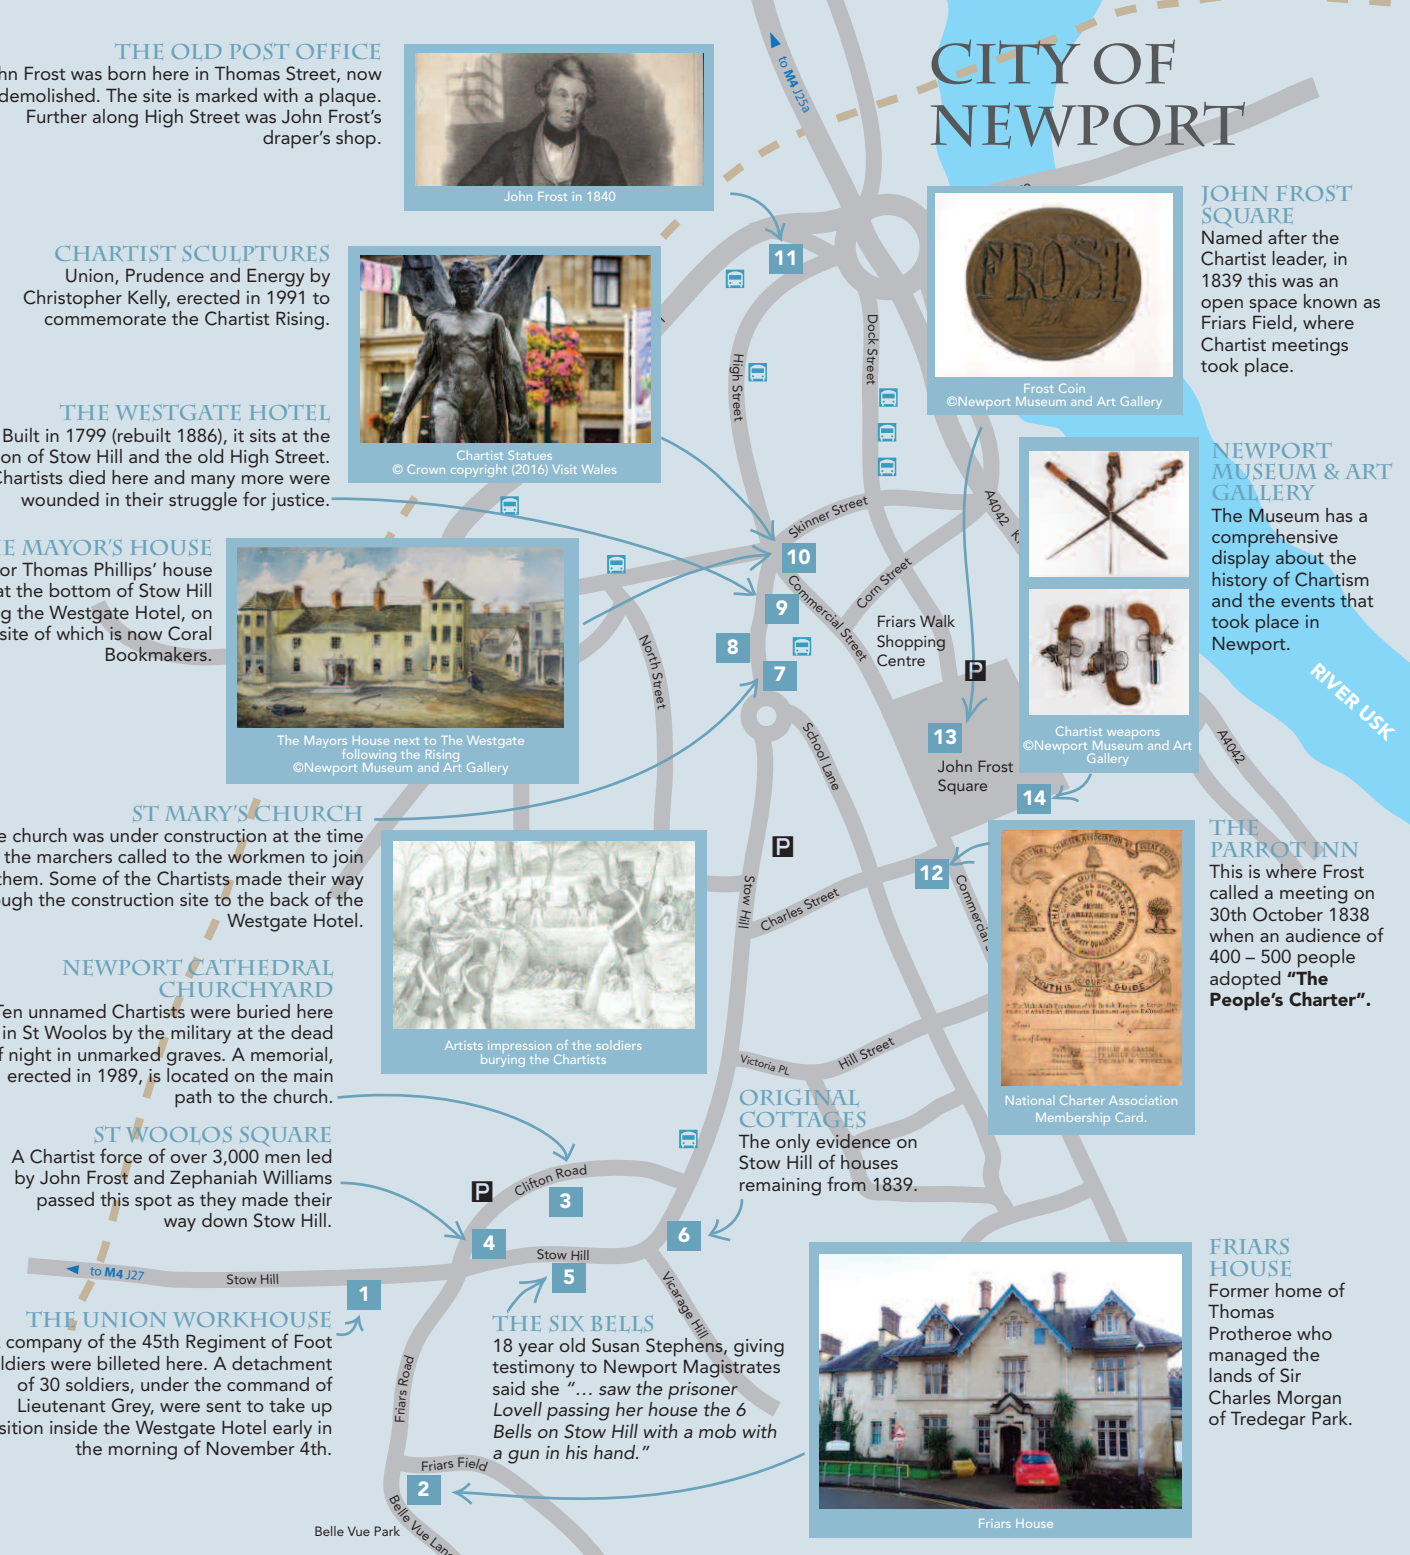 CITY OF
NEWPORT
to M4 J25a
THE OLD POST OFFICE
hn Frost was born here in Thomas Street, now
demolished. The site is marked with a plaque.
Further along High Street was John Frost's
draper's shop.
John Frost in 1840
CHARTIST SCULPTURES
Union, Prudence and Energy by
Christopher Kelly, erected in 1991 to
commemorate the Chartist Rising.
Chartist Statues
© Crown copyright (2016) Visit Wales
THE WESTGATE HOTEL
Built in 1799 (rebuilt 1886), it sits at the
on of Stow Hill and the old High Street.
Chartists died here and many more were
wounded in their struggle for justice.
E MAYOR'S HOUSE
or Thomas Phillips' house
at the bottom of Stow Hill
g the Westgate Hotel, on
site of which is now Coral
Bookmakers.
The Mayors House next to The Westgate
following the Rising
©Newport Museum and Art Gallery
ST MARY'S CHURCH
e church was under construction at the time
the marchers called to the workmen to join
them. Some of the Chartists made their way
ough the construction site to the back of the
Westgate Hotel.
NEWPORT CATHEDRAL
CHURCHYARD
Ten unnamed Chartists were buried here
in St Woolos by the military at the dead
f night in unmarked graves. A memorial,
erected in 1989, is located on the main
path to the church.
Artists impression of the soldiers
burying the Chartists
ST WOOLOS SQUARE
A Chartist force of over 3,000 men led
by John Frost and Zephaniah Williams
passed this spot as they made their
way down Stow Hill.
THE UNION WORKHOUSE
company of the 45th Regiment of Foot
ldiers were billeted here. A detachment
of 30 soldiers, under the command of
Lieutenant Grey, were sent to take up
sition inside the Westgate Hotel early in
the morning of November 4th.
THE SIX BELLS
18 year old Susan Stephens, giving
testimony to Newport Magistrates
said she "... saw the prisoner
Lovell passing her house the 6
Bells on Stow Hill with a mob with
a gun in his hand."
ORIGINAL
COTTAGES
The only evidence on
Stow Hill of houses
remaining from 1839.
JOHN FROST
SQUARE
Named after the
Chartist leader, in
1839 this was an
open space known as
Friars Field, where
Chartist meetings
took place.
FROST
Frost Coin
©Newport Museum and Art Gallery
NEWPORT
MUSEUM & ART
GALLERY
The Museum has a
comprehensive
display about the
history of Chartism
and the events that
took place in
Newport.
Chartist weapons
©Newport Museum and Art
Gallery
THE
PARROT INN
This is where Frost
called a meeting on
30th October 1838
when an audience of
400 – 500 people
adopted "The
People's Charter".
NATIONAL CHARTER ASSOCIATION OF GREAT BRITAIN
THIS IS OUR CHARTER
TRUTH IS OUR GUIDE
National Charter Association
Membership Card.
FRIARS
HOUSE
Former home of
Thomas
Protheroe who
managed the
lands of Sir
Charles Morgan
of Tredegar Park.
Friars House
High Street
Dock Street
Skinner Street
Corn Street
Commercial Street
A4042
Friars Walk
Shopping
Centre
RIVER USK
A4042
North Street
School Lane
John Frost
Square
Stow Hill
Charles Street
Commercial
Victoria PL
Hill Street
Clifton Road
Stow Hill
Stow Hill
to M4 J27
Vicarage Hill
Friars Road
Friars Field
Belle Vue Lane
Belle Vue Park
P
P
P
1
2
3
4
5
6
7
8
9
10
11
12
13
14